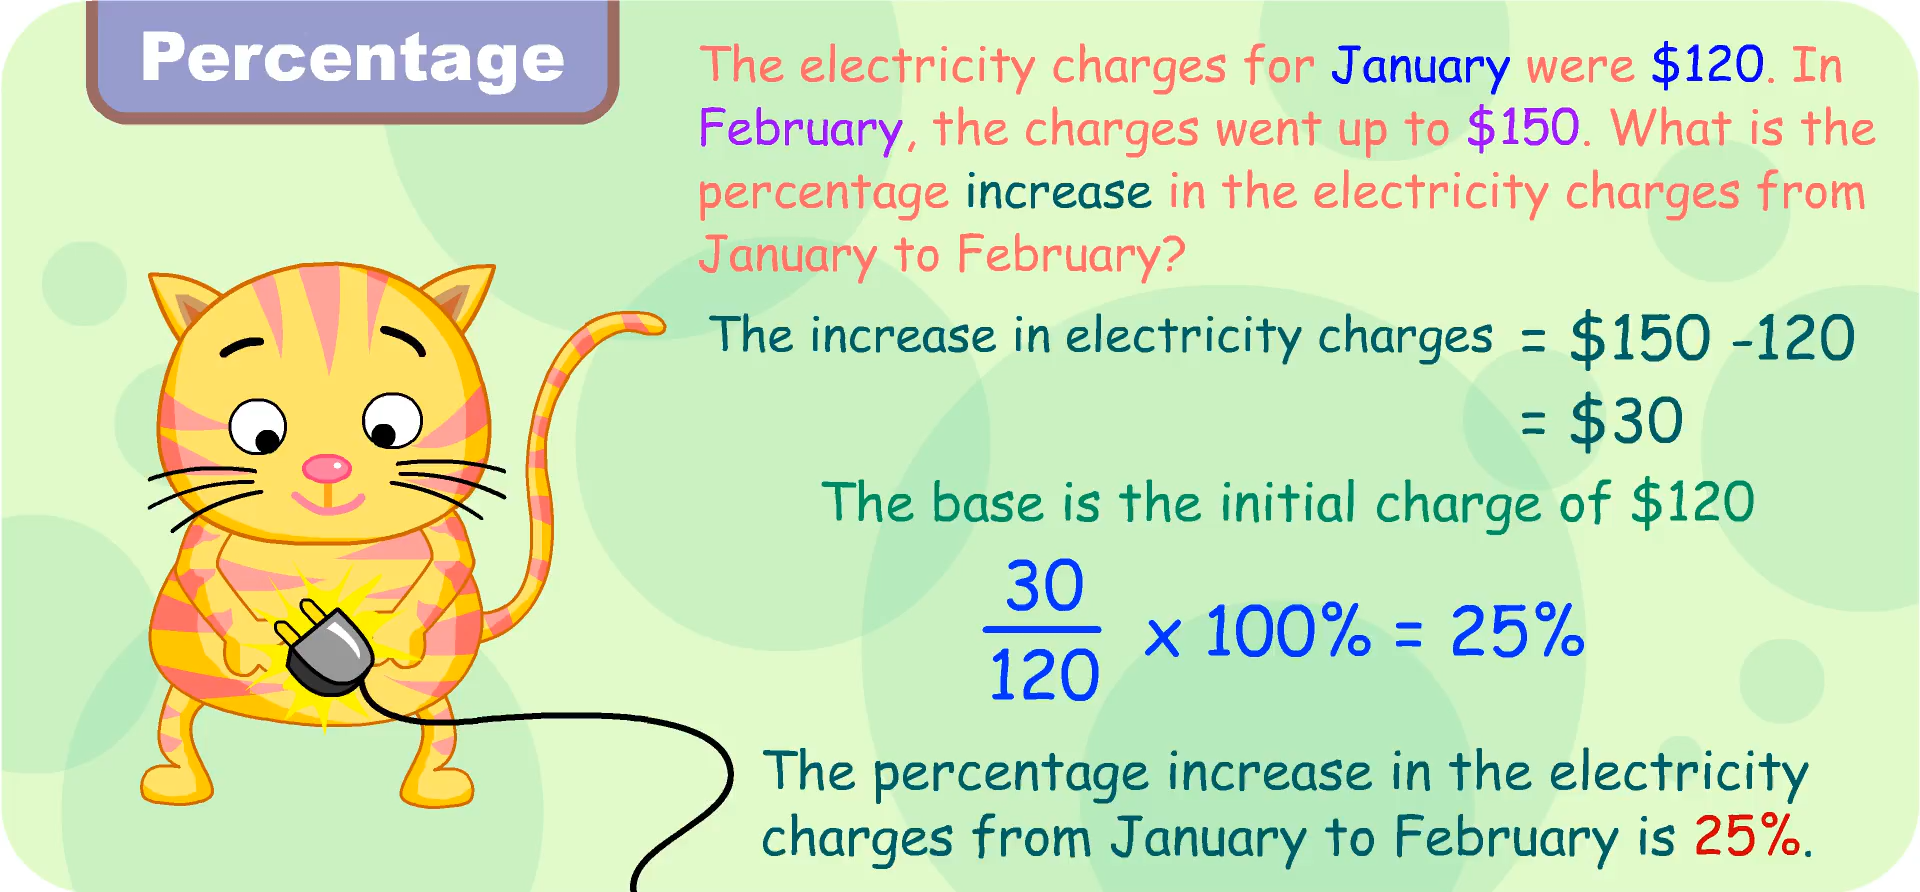 Percentage
The electricity charges for January were $120. In
February, the charges went up to $150. What is the
percentage increase in the electricity charges from
January to February?
The increase in electricity charges = $150 -120
= $30
The base is the initial charge of $120
30
120
x 100% = 25%
The percentage increase in the electricity
charges from January to February is 25%.